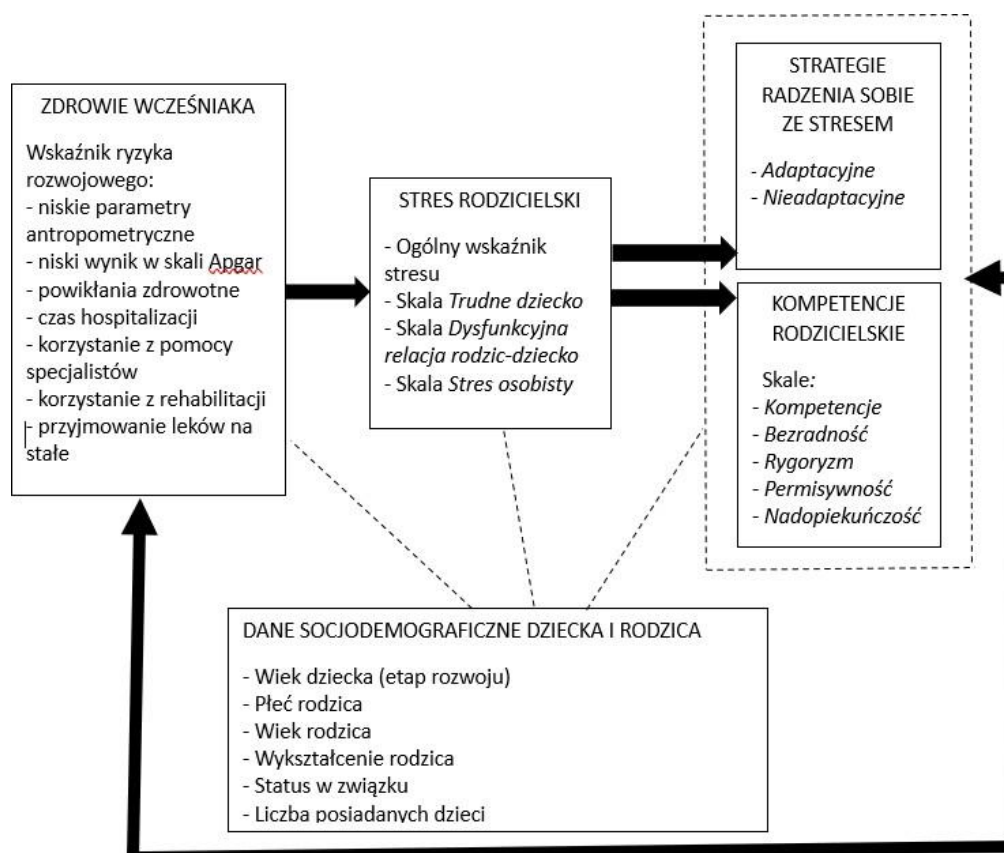 ZDROWIE WCZEŚNIAKA
Wskaźnik ryzyka
rozwojowego:
- niskie parametry
antropometryczne
- niski wynik w skali Apgar
- powikłania zdrowotne
- czas hospitalizacji
- korzystanie z pomocy
specjalistów
- korzystanie z rehabilitacji
- przyjmowanie leków na
stałe
STRES RODZICIELSKI
- Ogólny wskaźnik
stresu
- Skala Trudne dziecko
- Skala Dysfunkcyjna
relacja rodzic-dziecko
- Skala Stres osobisty
STRATEGIE
RADZENIA SOBIE
ZE STRESEM
- Adaptacyjne
- Nieadaptacyjne
KOMPETENCJE
RODZICIELSKIE
Skale:
- Kompetencje
- Bezradność
- Rygoryzm
- Permisywność
- Nadopiekuńczość
DANE SOCJODEMOGRAFICZNE DZIECKA I RODZICA
- Wiek dziecka (etap rozwoju)
- Płeć rodzica
- Wiek rodzica
- Wykształcenie rodzica
- Status w związku
- Liczba posiadanych dzieci